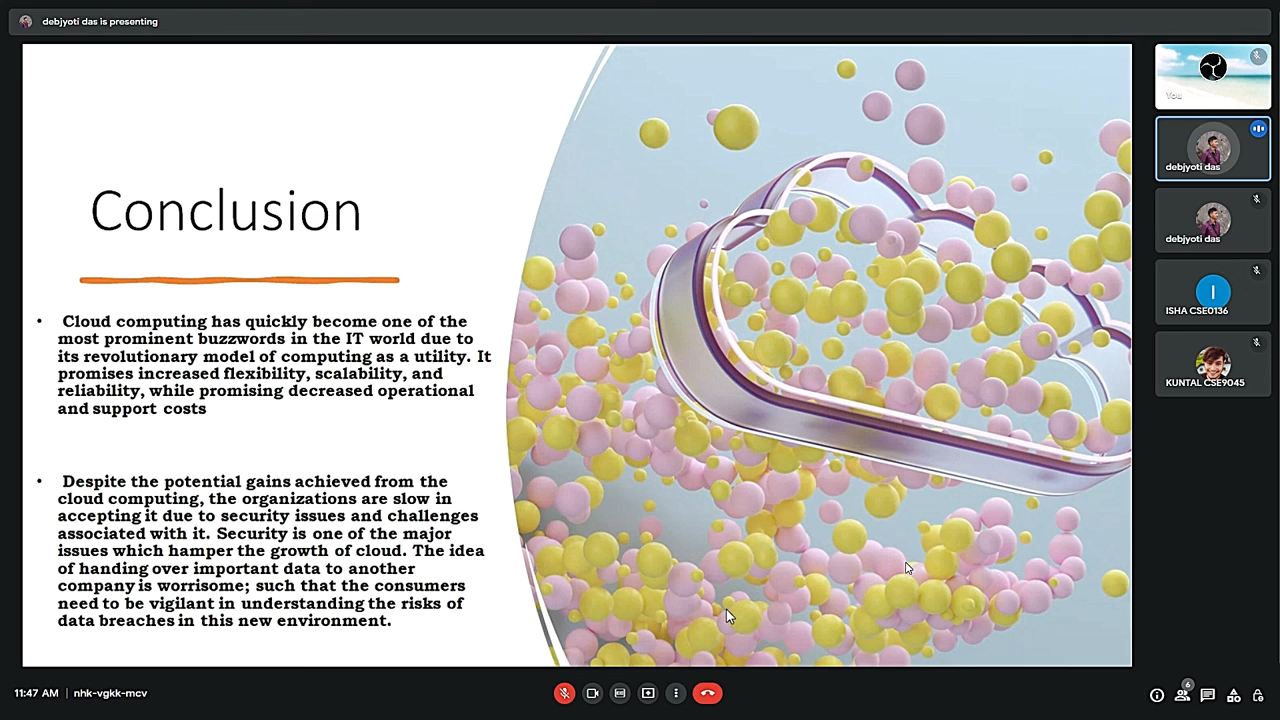 debjyoti das is presenting
Conclusion
• Cloud computing has quickly become one of the
most prominent buzzwords in the IT world due to
its revolutionary model of computing as a utility. It
promises increased flexibility, scalability, and
reliability, while promising decreased operational
and support costs
• Despite the potential gains achieved from the
cloud computing, the organizations are slow in
accepting it due to security issues and challenges
associated with it. Security is one of the major
issues which hamper the growth of cloud. The idea
of handing over important data to another
company is worrisome; such that the consumers
need to be vigilant in understanding the risks of
data breaches in this new environment.
You
debjyoti das
debjyoti das
I
ISHA CSE0136
KUNTAL CSE9045
11:47 AM | nhk-vgkk-mcv
6